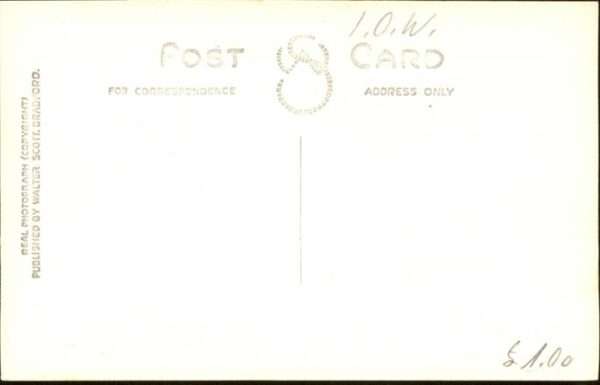 I.O.W.
POST CARD
FOR CORRESPONDENCE
ADDRESS ONLY
REAL PHOTOGRAPH (COPYRIGHT)
PUBLISHED BY WALTER SCOTT, BRADFORD.
£1.00